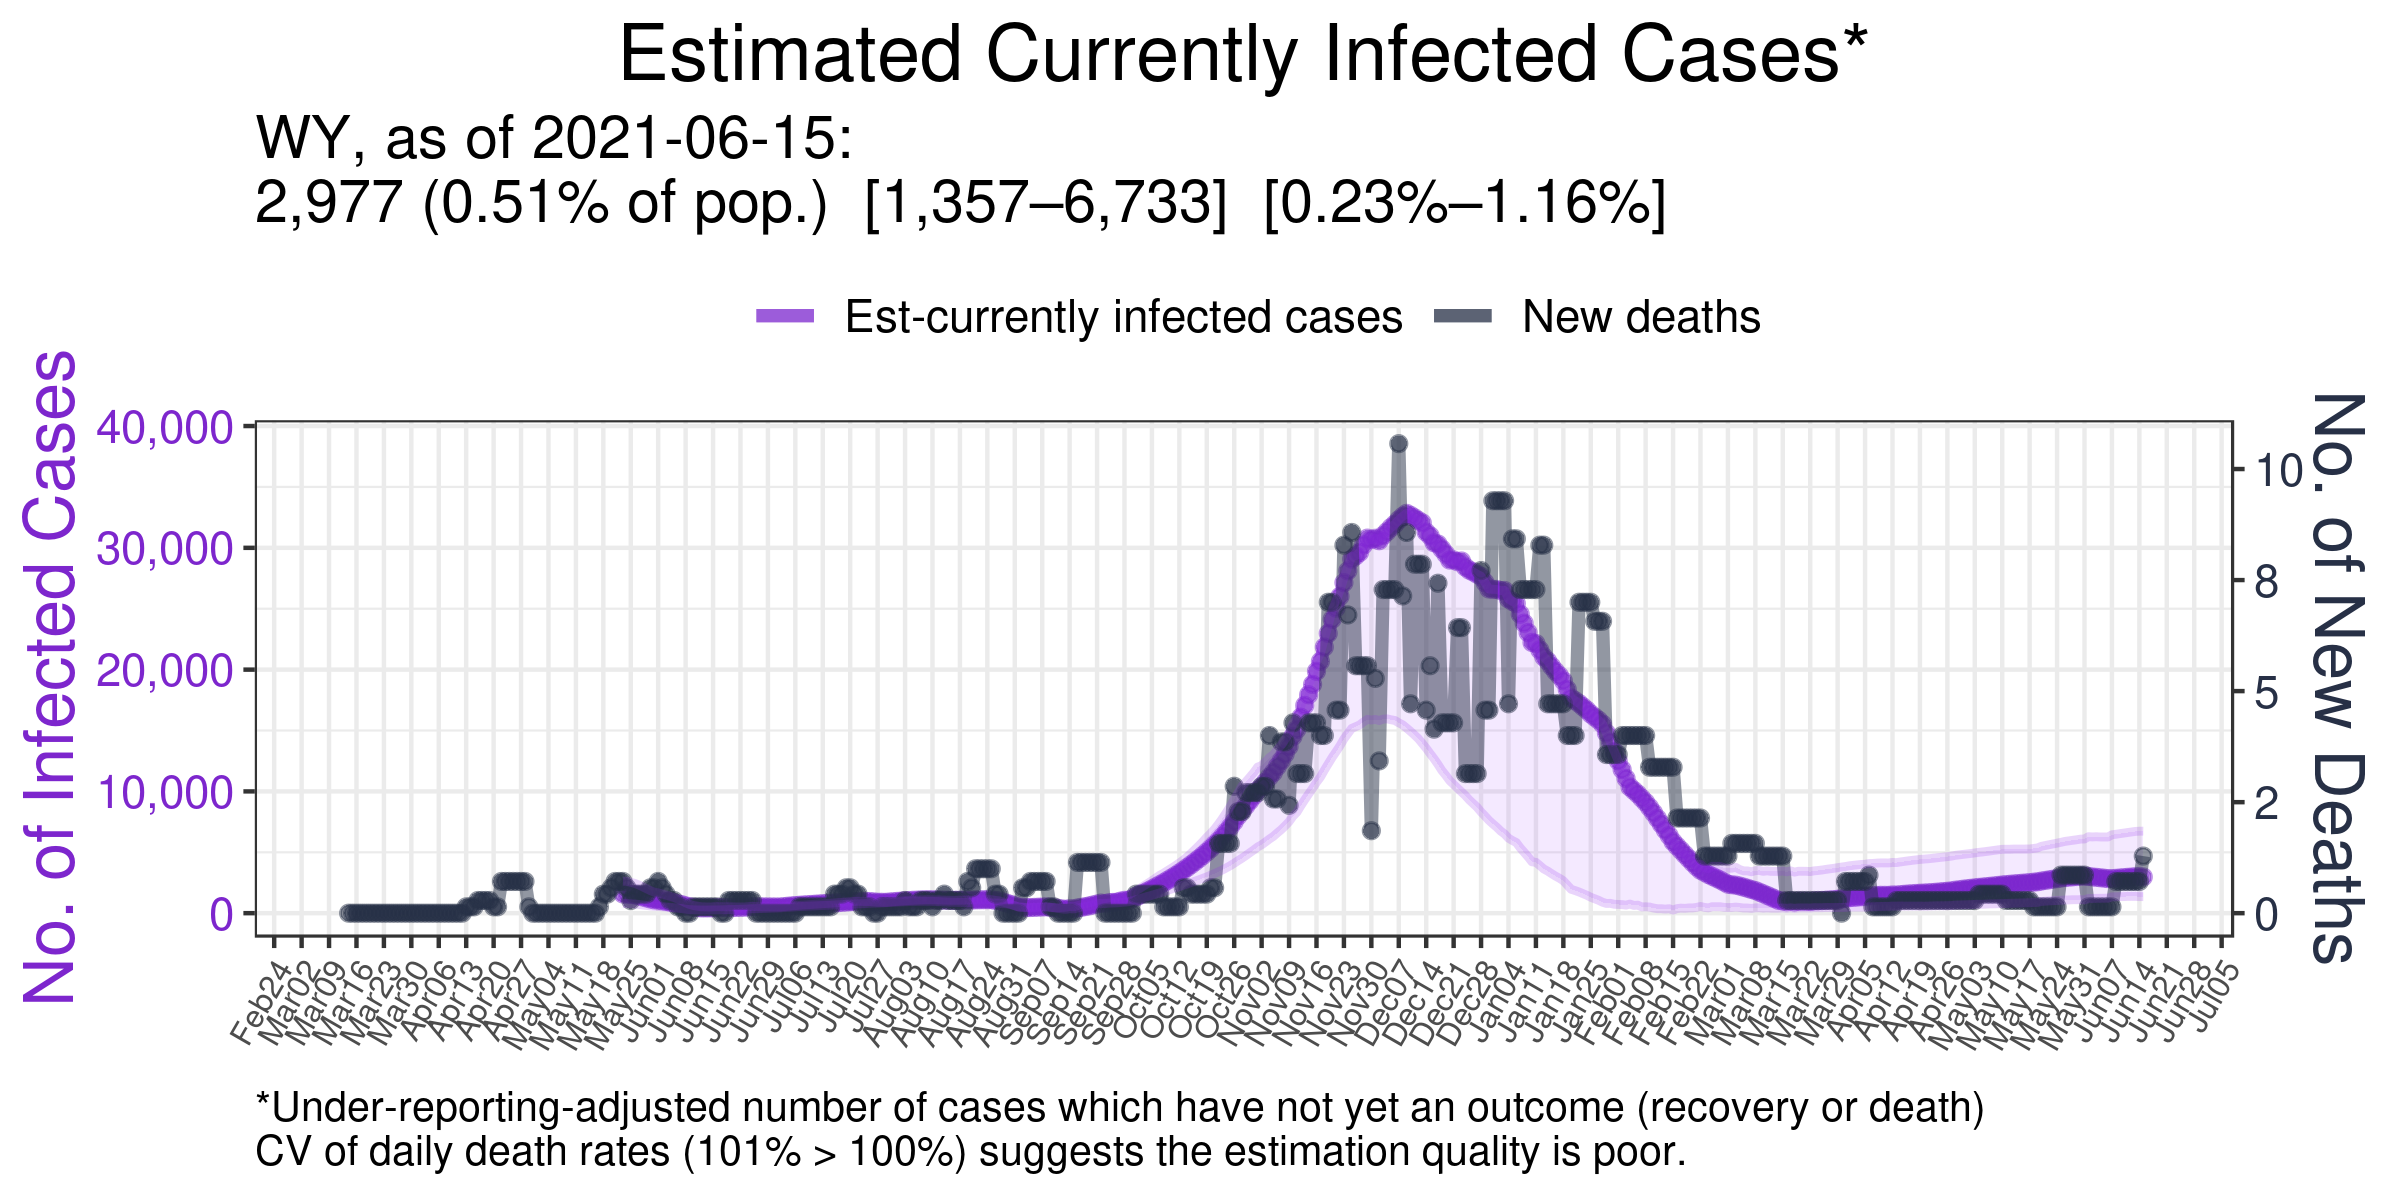 Estimated Currently Infected Cases*
WY, as of 2021-06-15:
2,977 (0.51% of pop.)  [1,357–6,733]  [0.23%–1.16%]
Est-currently infected cases
New deaths
No. of Infected Cases
40,000
30,000
20,000
10,000
0
No. of New Deaths
10
8
5
2
0
Feb24
Mar02
Mar09
Mar16
Mar23
Mar30
Apr06
Apr13
Apr20
Apr27
May04
May11
May18
May25
Jun01
Jun08
Jun15
Jun22
Jun29
Jul06
Jul13
Jul20
Jul27
Aug03
Aug10
Aug17
Aug24
Aug31
Sep07
Sep14
Sep21
Sep28
Oct05
Oct12
Oct19
Oct26
Nov02
Nov09
Nov16
Nov23
Nov30
Dec07
Dec14
Dec21
Dec28
Jan04
Jan11
Jan18
Jan25
Feb01
Feb08
Feb15
Feb22
Mar01
Mar08
Mar15
Mar22
Mar29
Apr05
Apr12
Apr19
Apr26
May03
May10
May17
May24
May31
Jun07
Jun14
Jun21
Jun28
Jul05
*Under-reporting-adjusted number of cases which have not yet an outcome (recovery or death)
CV of daily death rates (101% > 100%) suggests the estimation quality is poor.